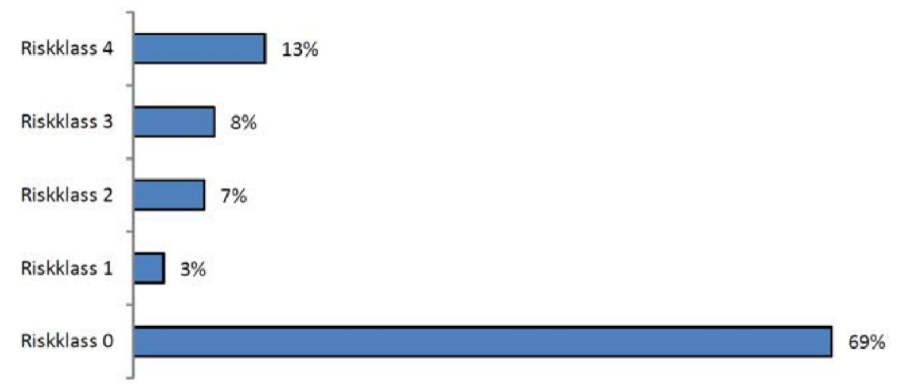 Riskklass 4 13%
Riskklass 3 8%
Riskklass 2 7%
Riskklass 1 3%
Riskklass 0 69%